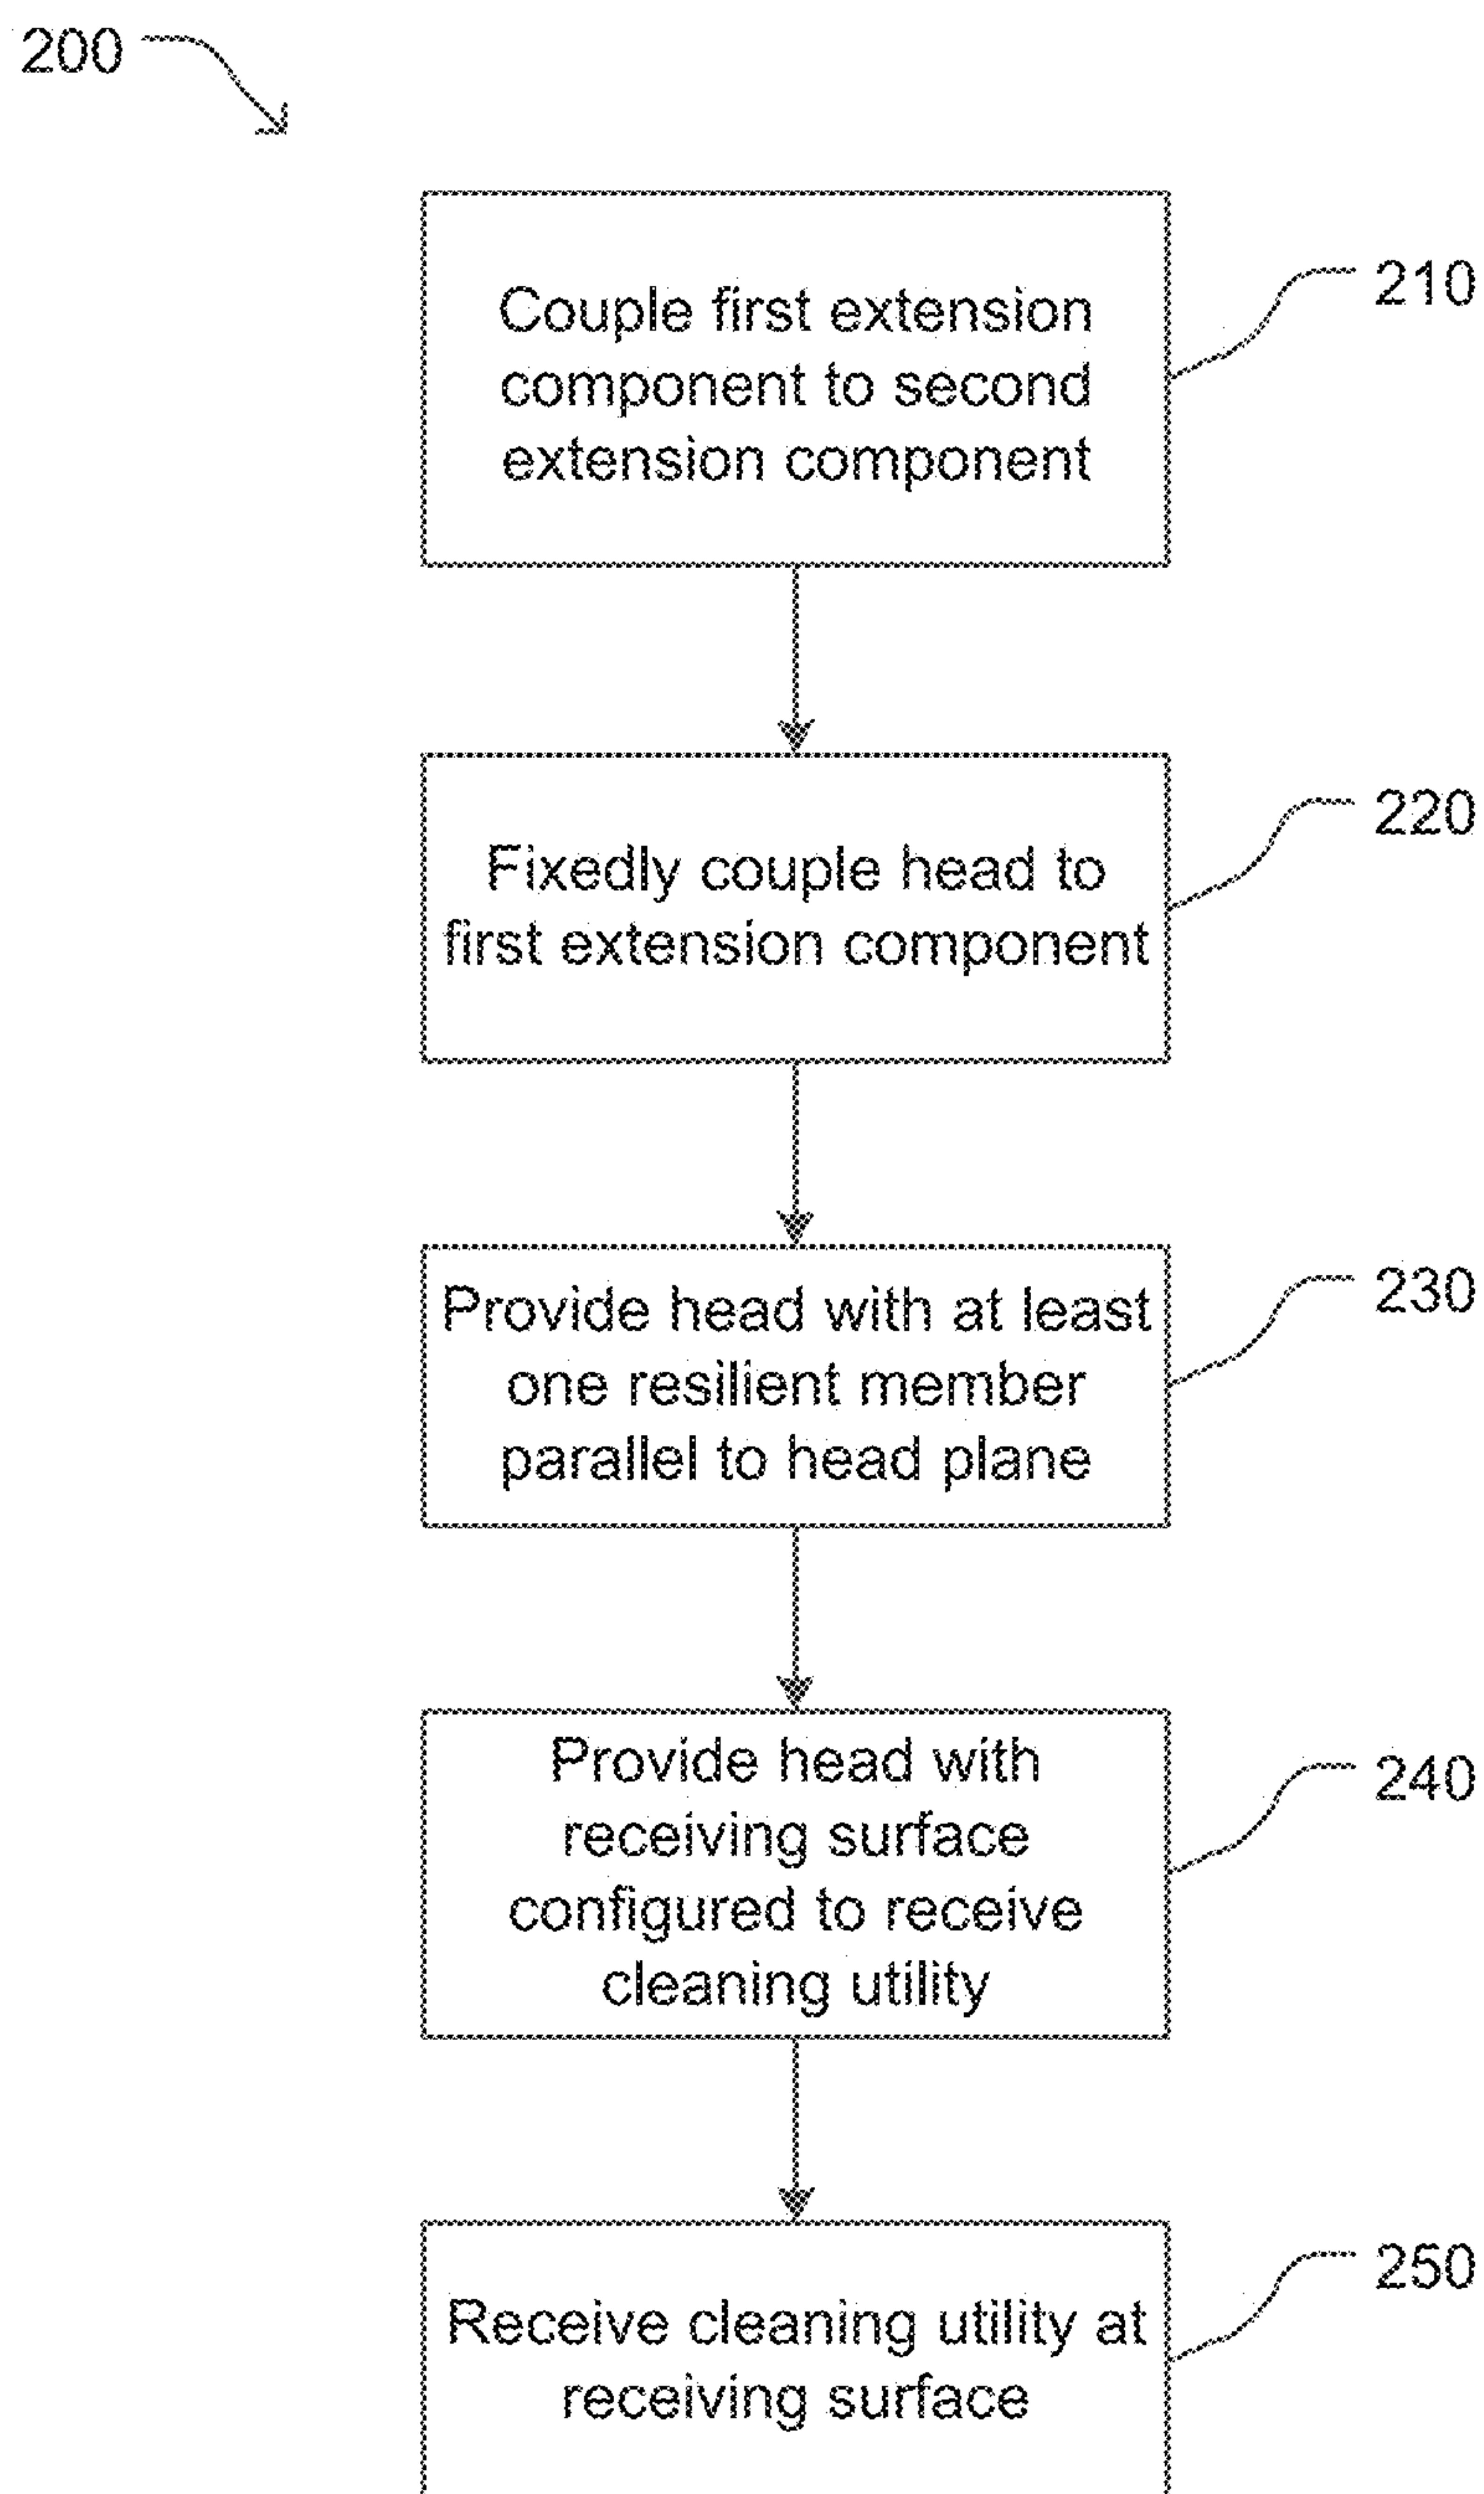 200
Couple first extension
component to second
extension component
210
Fixedly couple head to
first extension component
220
Provide head with at least
one resilient member
parallel to head plane
230
Provide head with
receiving surface
configured to receive
cleaning utility
240
Receive cleaning utility at
receiving surface
250